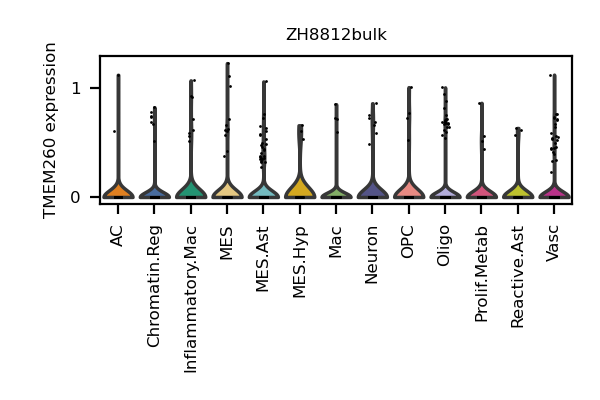 ZH8812bulk
TMEM260 expression
1
0
AC
Chromatin.Reg
Inflammatory.Mac
MES
MES.Ast
MES.Hyp
Mac
Neuron
OPC
Oligo
Prolif.Metab
Reactive.Ast
Vasc